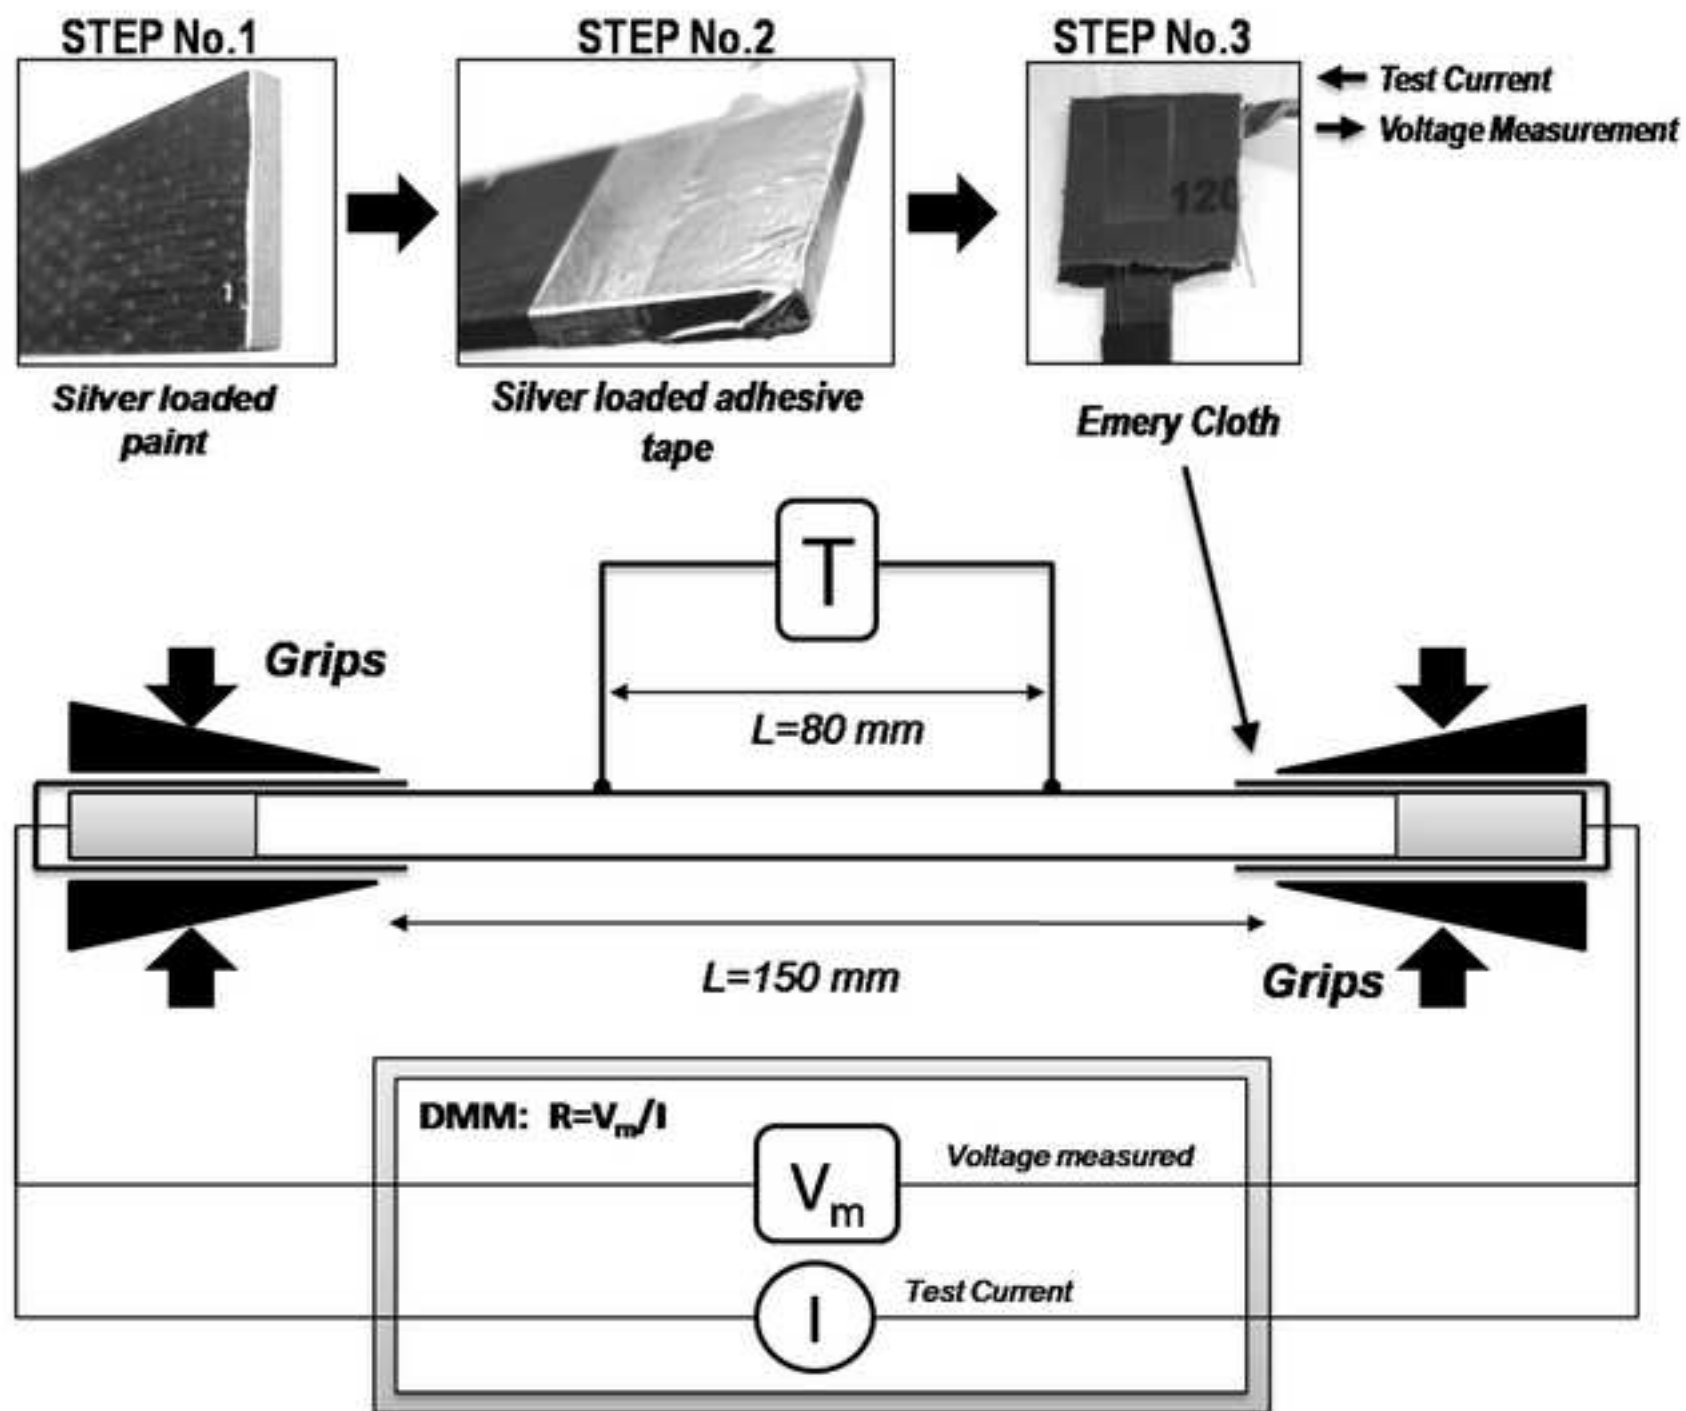 STEP No.1
STEP No.2
STEP No.3
Test Current
Voltage Measurement
120
1
Silver loaded
paint
Silver loaded adhesive
tape
Emery Cloth
T
Grips
L=80 mm
L=150 mm
Grips
DMM: R=Vm/I
Vm
Voltage measured
I
Test Current